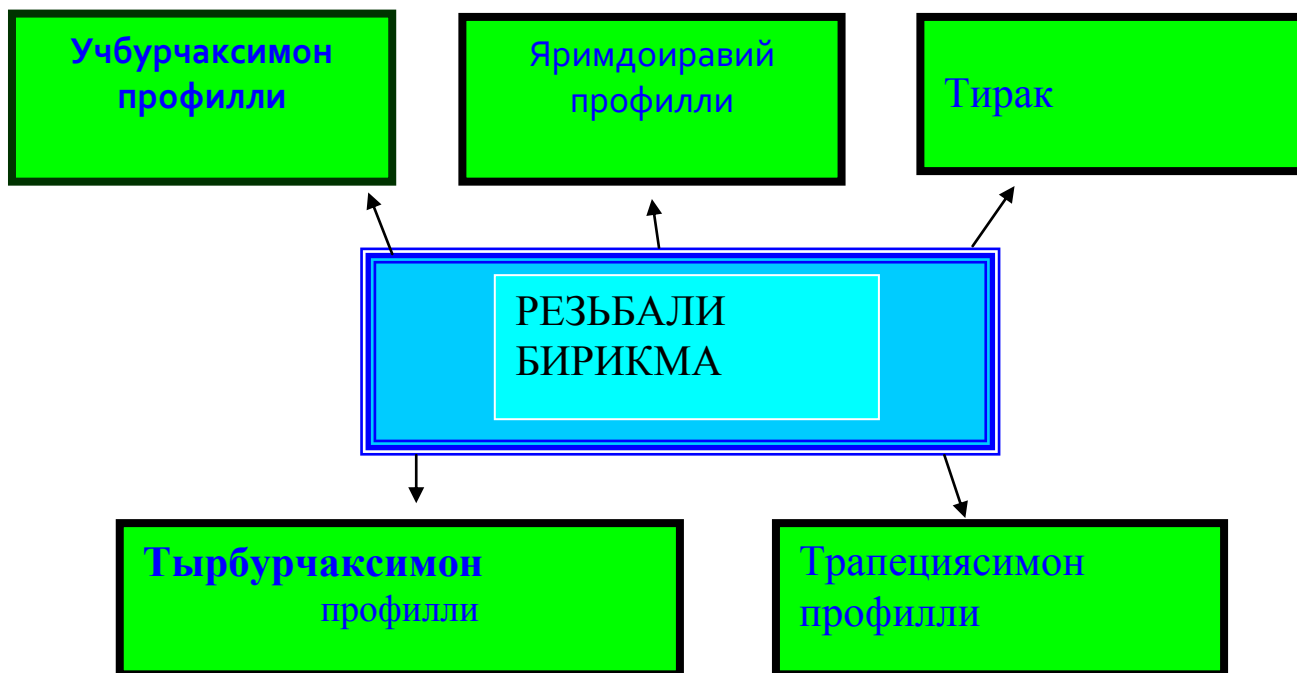 Учбурчаксимон
профилли
Яримдоиравий
профилли
Тирак
РЕЗЬБАЛИ
БИРИКМА
Тырбурчаксимон
профилли
Трапециясимон
профилли